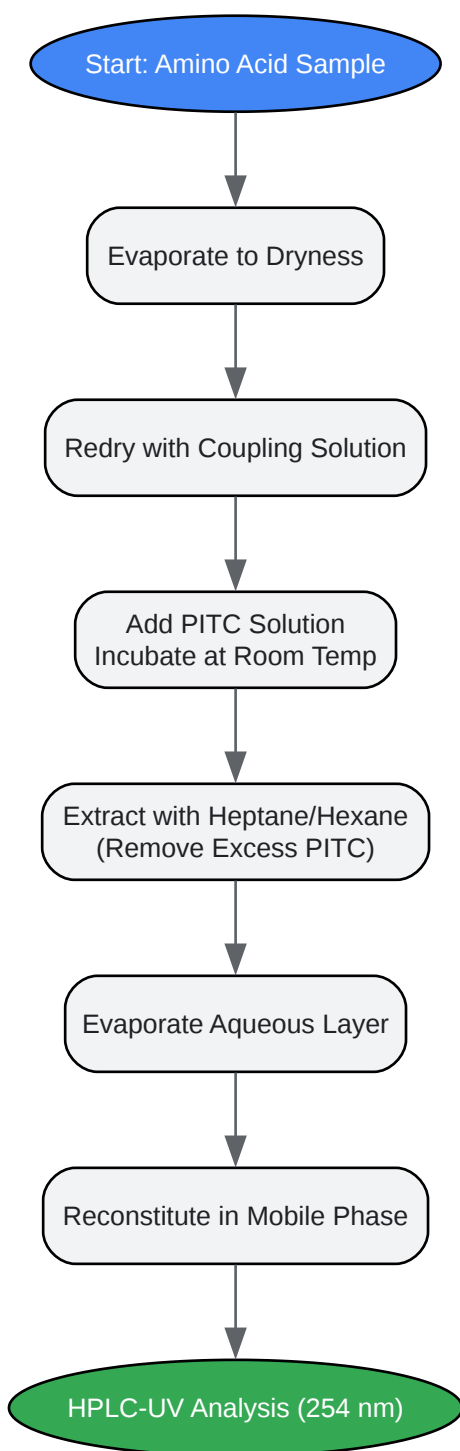 Start: Amino Acid Sample
Evaporate to Dryness
Redry with Coupling Solution
Add PITC Solution
Incubate at Room Temp
Extract with Heptane/Hexane
(Remove Excess PITC)
Evaporate Aqueous Layer
Reconstitute in Mobile Phase
HPLC-UV Analysis (254 nm)